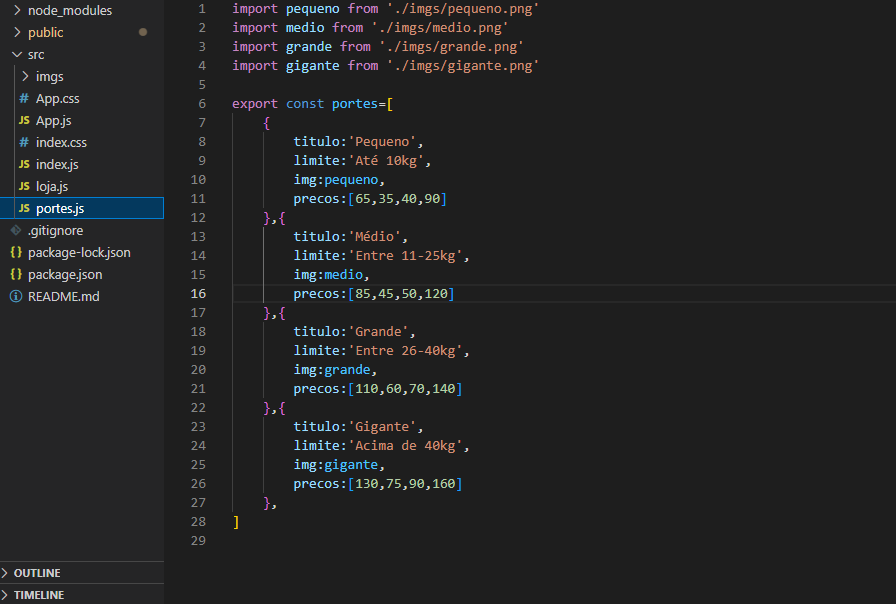 node_modules
public
src
imgs
# App.css
JS App.js
# index.css
JS index.js
JS loja.js
JS portes.js
.gitignore
{} package-lock.json
{} package.json
README.md
OUTLINE
TIMELINE
1 import pequeno from './imgs/pequeno.png'
2 import medio from './imgs/medio.png'
3 import grande from './imgs/grande.png'
4 import gigante from './imgs/gigante.png'
5
6 export const portes=[
7 {
8 titulo:'Pequeno',
9 limite:'Até 10kg',
10 img:pequeno,
11 precos:[65,35,40,90]
12 },{
13 titulo:'Médio',
14 limite:'Entre 11-25kg',
15 img:medio,
16 precos:[85,45,50,120]
17 },{
18 titulo:'Grande',
19 limite:'Entre 26-40kg',
20 img:grande,
21 precos:[110,60,70,140]
22 },{
23 titulo:'Gigante',
24 limite:'Acima de 40kg',
25 img:gigante,
26 precos:[130,75,90,160]
27 },
28 ]
29